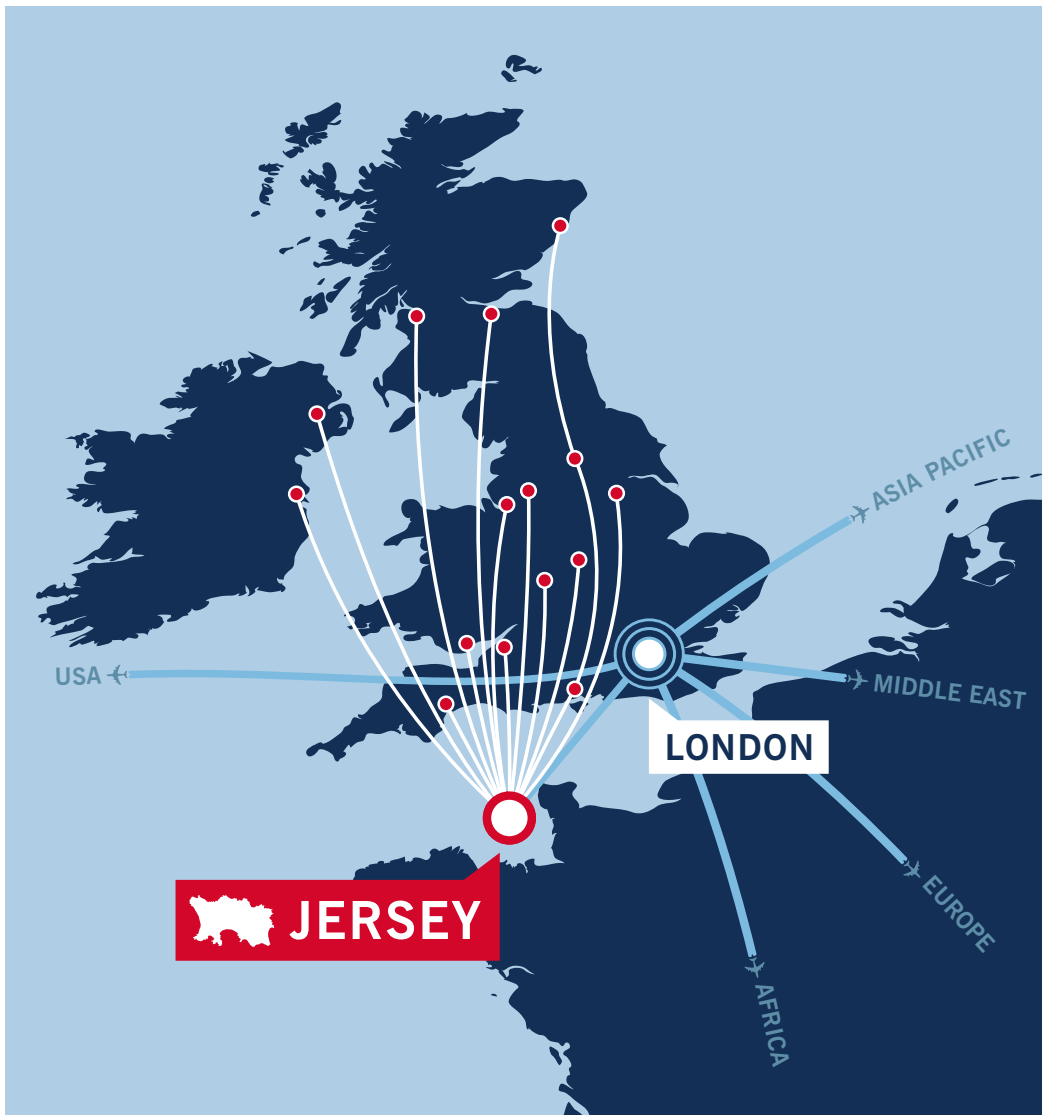 ASIA PACIFIC
USA
MIDDLE EAST
LONDON
EUROPE
JERSEY
AFRICA